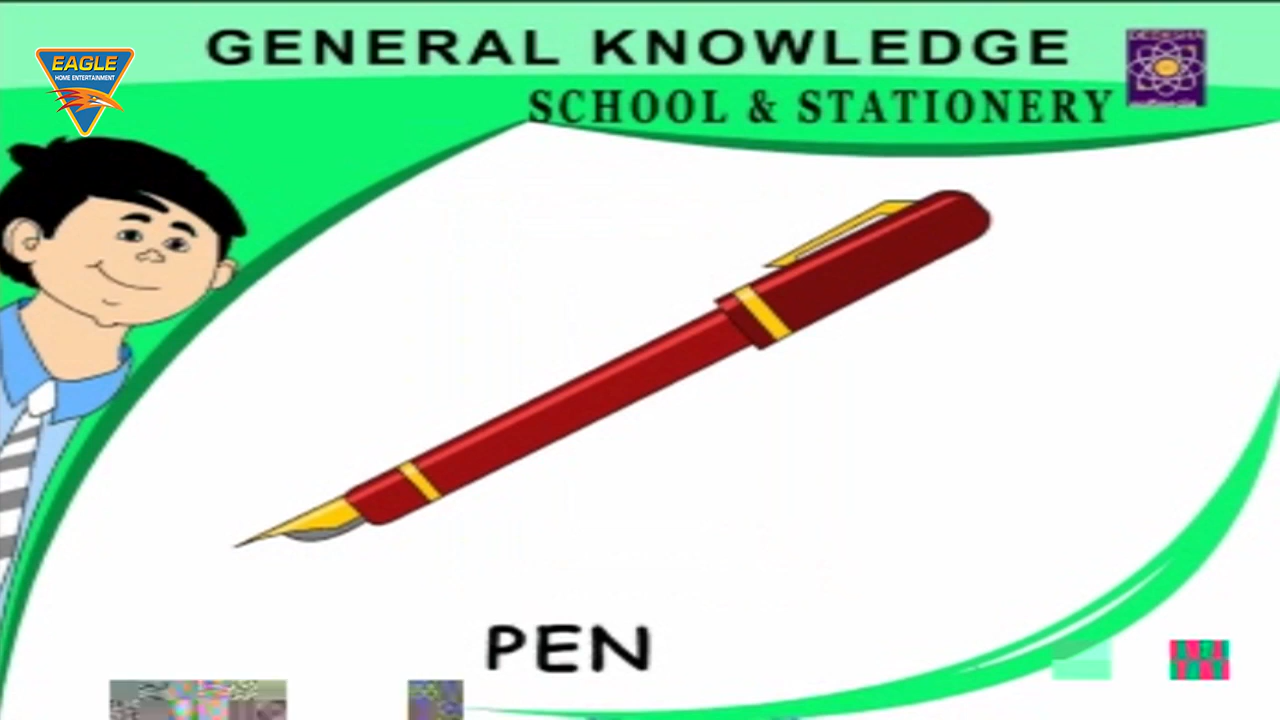 GENERAL KNOWLEDGE
EAGLE
HOME ENTERTAINMENT
SCHOOL & STATIONERY
PEN